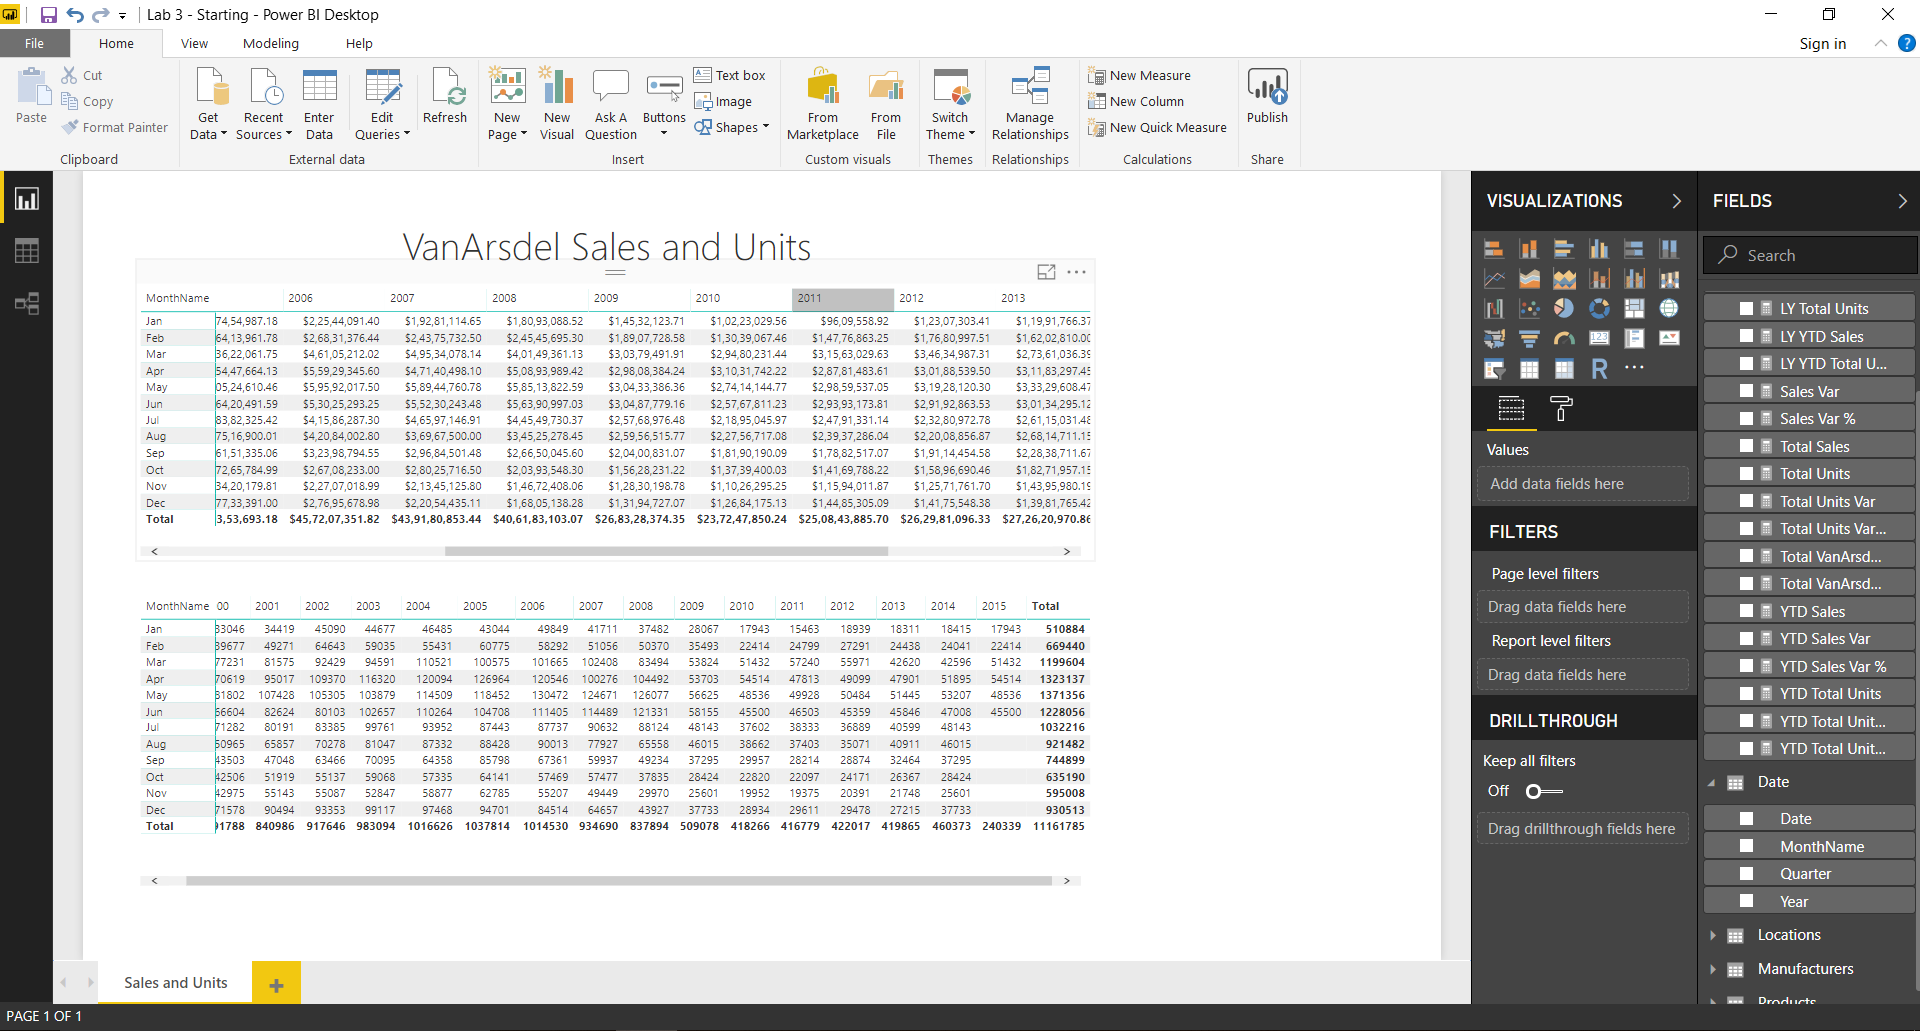 Lab 3 - Starting - Power BI Desktop
File Home View Modeling Help Sign in
Paste Cut Copy Format Painter
Clipboard
Get Data Recent Sources Enter Data Edit Queries Refresh
External data
New Page New Visual Ask A Question Buttons Text box Image Shapes
Insert
From Marketplace From File
Custom visuals
Switch Theme
Themes
Manage Relationships
Relationships
New Measure
New Column
New Quick Measure
Calculations
Publish
Share
VanArsdel Sales and Units
MonthName 2006 2007 2008 2009 2010 2011 2012 2013
Jan 74,54,987.18 $2,25,44,091.40 $1,92,81,114.65 $1,80,93,088.52 $1,45,32,123.71 $1,02,23,029.56 $96,09,558.92 $1,23,07,303.41 $1,19,91,766.37
Feb 64,13,961.78 $2,68,31,376.44 $2,43,75,732.50 $2,45,45,695.30 $1,89,07,728.58 $1,30,39,067.46 $1,47,76,863.25 $1,76,80,997.51 $1,62,02,810.00
Mar 36,22,061.75 $4,61,05,212.02 $4,95,34,078.14 $4,01,49,361.13 $3,03,79,491.91 $2,94,80,231.44 $3,15,63,029.63 $3,46,34,987.31 $2,73,61,036.39
Apr 54,47,664.13 $5,59,29,345.60 $4,71,40,498.10 $5,08,93,989.42 $2,98,08,384.24 $3,10,31,742.22 $2,87,81,483.61 $3,01,88,539.50 $3,11,83,297.45
May 05,24,610.46 $5,95,92,017.50 $5,89,44,760.78 $5,85,13,822.59 $3,04,33,386.36 $2,74,14,144.77 $2,98,59,537.05 $3,19,28,120.30 $3,33,29,608.47
Jun 64,20,491.59 $5,30,25,293.25 $5,52,30,243.48 $5,63,90,997.03 $3,04,87,779.16 $2,57,67,811.23 $2,93,93,173.81 $2,91,92,863.53 $3,01,34,295.12
Jul 83,82,325.42 $4,15,86,287.30 $4,65,97,146.91 $4,45,49,730.37 $2,57,68,976.48 $2,18,95,045.97 $2,47,91,331.14 $2,32,80,972.78 $2,61,15,031.48
Aug 75,16,900.01 $4,20,84,002.80 $3,69,67,500.00 $3,45,25,278.45 $2,59,56,515.77 $2,27,56,717.08 $2,39,37,286.04 $2,20,08,856.87 $2,68,14,711.15
Sep 61,51,335.06 $3,23,98,794.55 $2,96,84,501.48 $2,66,50,045.60 $2,04,00,831.07 $1,81,90,190.09 $1,78,82,517.07 $1,91,14,454.58 $2,28,38,711.67
Oct 72,65,784.99 $2,67,08,233.00 $2,80,25,716.50 $2,03,93,548.30 $1,56,28,231.22 $1,37,39,400.03 $1,41,69,788.22 $1,58,96,690.46 $1,82,71,957.15
Nov 34,20,179.81 $2,27,07,018.99 $2,13,45,125.80 $1,46,72,408.06 $1,28,30,198.78 $1,10,26,295.25 $1,15,94,011.87 $1,25,71,761.70 $1,43,95,980.19
Dec 77,33,391.00 $2,76,95,678.98 $2,20,54,435.11 $1,68,05,138.28 $1,31,94,727.07 $1,26,84,175.13 $1,44,85,305.09 $1,41,75,548.38 $1,39,81,765.42
Total 3,53,693.18 $45,72,07,351.82 $43,91,80,853.44 $40,61,83,103.07 $26,83,28,374.35 $23,72,47,850.24 $25,08,43,885.70 $26,29,81,096.33 $27,26,20,970.86
MonthName 00 2001 2002 2003 2004 2005 2006 2007 2008 2009 2010 2011 2012 2013 2014 2015 Total
Jan 33046 34419 45090 44677 46485 43044 49849 41711 37482 28067 17943 15463 18939 18311 18415 17943 510884
Feb 39677 49271 64643 59035 55431 60775 58292 51056 50370 35493 22414 24799 27291 24438 24041 22414 669440
Mar 77231 81575 92429 94591 110521 100575 101665 102408 83494 53824 51432 57240 55971 42620 42596 51432 1199604
Apr 70619 95017 109370 116320 120094 126964 120546 100276 104492 53703 54514 47813 49099 47901 51895 54514 1323137
May 81802 107428 105305 103879 114509 118452 130472 124671 126077 56625 48536 49928 50484 51445 53207 48536 1371356
Jun 66604 82624 80103 102657 110264 104708 111405 114489 121331 58155 45500 46503 45359 45846 47008 45500 1228056
Jul 71282 80191 83385 99761 93952 87443 87737 90632 88124 48143 37602 38333 36889 40599 48143 1032216
Aug 60965 65857 70278 81047 87332 88428 90013 77927 65558 46015 38662 37403 35071 40911 46015 921482
Sep 43503 47048 63466 70095 64358 85798 67361 59937 49234 37295 29957 28214 28874 32464 37295 744899
Oct 42506 51919 55137 59068 57335 64141 57469 57477 37835 28424 22820 22097 24171 26367 28424 635190
Nov 42975 55143 55087 52847 58877 62785 55207 49449 29970 25601 19952 19375 20391 21748 25601 595008
Dec 71578 90494 93353 99117 97468 94701 84514 64657 43927 37733 28934 29611 29478 27215 37733 930513
Total 91788 840986 917646 983094 1016626 1037814 1014530 934690 837894 509078 418266 416779 422017 419865 460373 240339 11161785
Sales and Units
PAGE 1 OF 1
VISUALIZATIONS
R
Values
Add data fields here
FILTERS
Page level filters
Drag data fields here
Report level filters
Drag data fields here
DRILLTHROUGH
Keep all filters
Off
Drag drillthrough fields here
FIELDS
Search
LY Total Units
LY YTD Sales
LY YTD Total U...
Sales Var
Sales Var %
Total Sales
Total Units
Total Units Var
Total Units Var...
Total VanArsd...
Total VanArsd...
YTD Sales
YTD Sales Var
YTD Sales Var %
YTD Total Units
YTD Total Unit...
YTD Total Unit...
Date
Date
MonthName
Quarter
Year
Locations
Manufacturers
Products